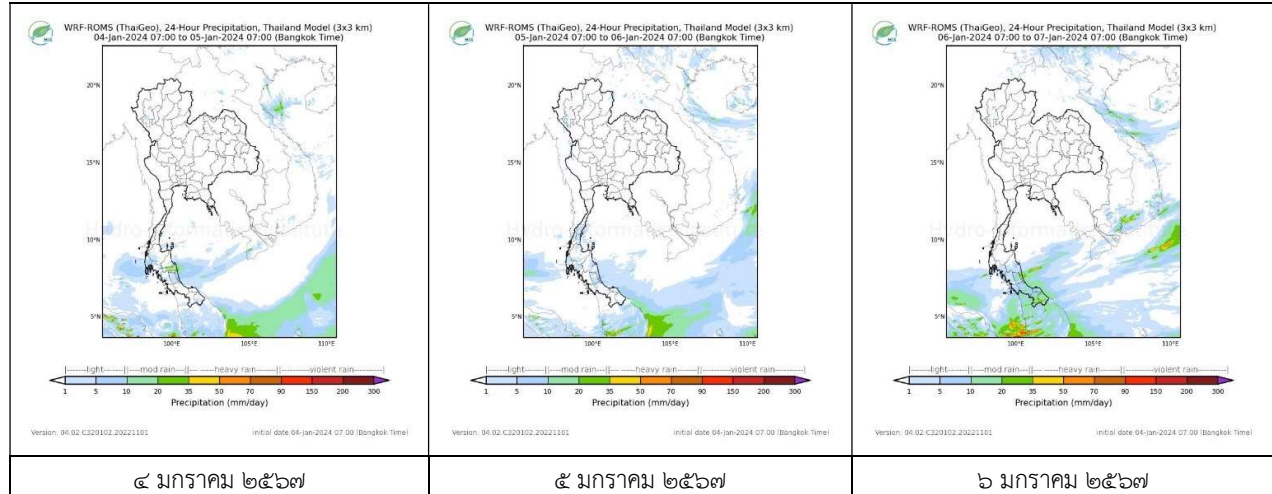 WRF-ROMS (ThaiGeo), 24-Hour Precipitation, Thailand Model (3x3 km)
04-Jan-2024 07:00 to 05-Jan-2024 07:00 (Bangkok Time)
20°N
15°N
10°N
5°N
100°E
105°E
110°E
Hydro-Informatics Institute
light mod rain heavy rain violent rain
1 5 10 20 35 50 70 90 150 200 300
Precipitation (mm/day)
Version: 04.02.C320102.20221101
initial date 04-Jan-2024 07:00 (Bangkok Time)
๔ มกราคม ๒๕๖๗
WRF-ROMS (ThaiGeo), 24-Hour Precipitation, Thailand Model (3x3 km)
05-Jan-2024 07:00 to 06-Jan-2024 07:00 (Bangkok Time)
20°N
15°N
10°N
5°N
100°E
105°E
110°E
Hydro-Informatics Institute
light mod rain heavy rain violent rain
1 5 10 20 35 50 70 90 150 200 300
Precipitation (mm/day)
Version: 04.02.C320102.20221101
initial date 04-Jan-2024 07:00 (Bangkok Time)
๕ มกราคม ๒๕๖๗
WRF-ROMS (ThaiGeo), 24-Hour Precipitation, Thailand Model (3x3 km)
06-Jan-2024 07:00 to 07-Jan-2024 07:00 (Bangkok Time)
20°N
15°N
10°N
5°N
100°E
105°E
110°E
Hydro-Informatics Institute
light mod rain heavy rain violent rain
1 5 10 20 35 50 70 90 150 200 300
Precipitation (mm/day)
Version: 04.02.C320102.20221101
initial date 04-Jan-2024 07:00 (Bangkok Time)
๖ มกราคม ๒๕๖๗